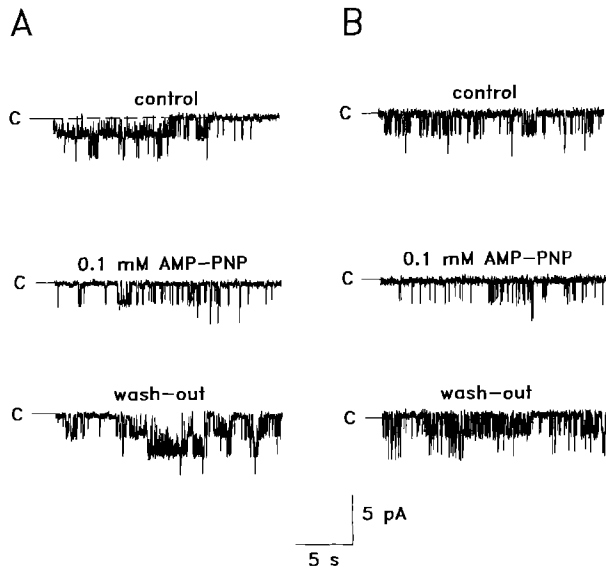 A
B
control
C
control
C
0.1 mM AMP-PNP
C
0.1 mM AMP-PNP
C
wash-out
C
wash-out
C
5 pA
5 s